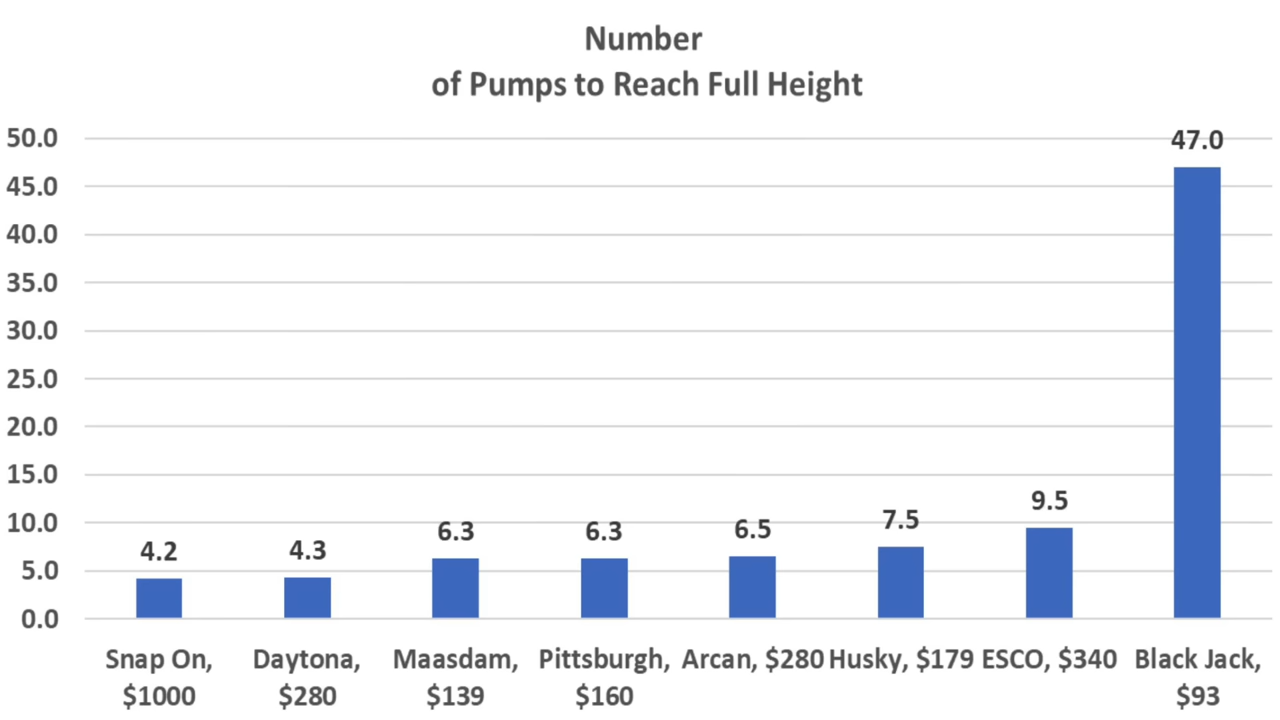 Number
of Pumps to Reach Full Height
50.0
45.0
40.0
35.0
30.0
25.0
20.0
15.0
10.0
5.0
0.0
4.2
4.3
6.3
6.3
6.5
7.5
9.5
47.0
Snap On,
$1000
Daytona,
$280
Maasdam,
$139
Pittsburgh,
$160
Arcan, $280
Husky, $179
ESCO, $340
Black Jack,
$93